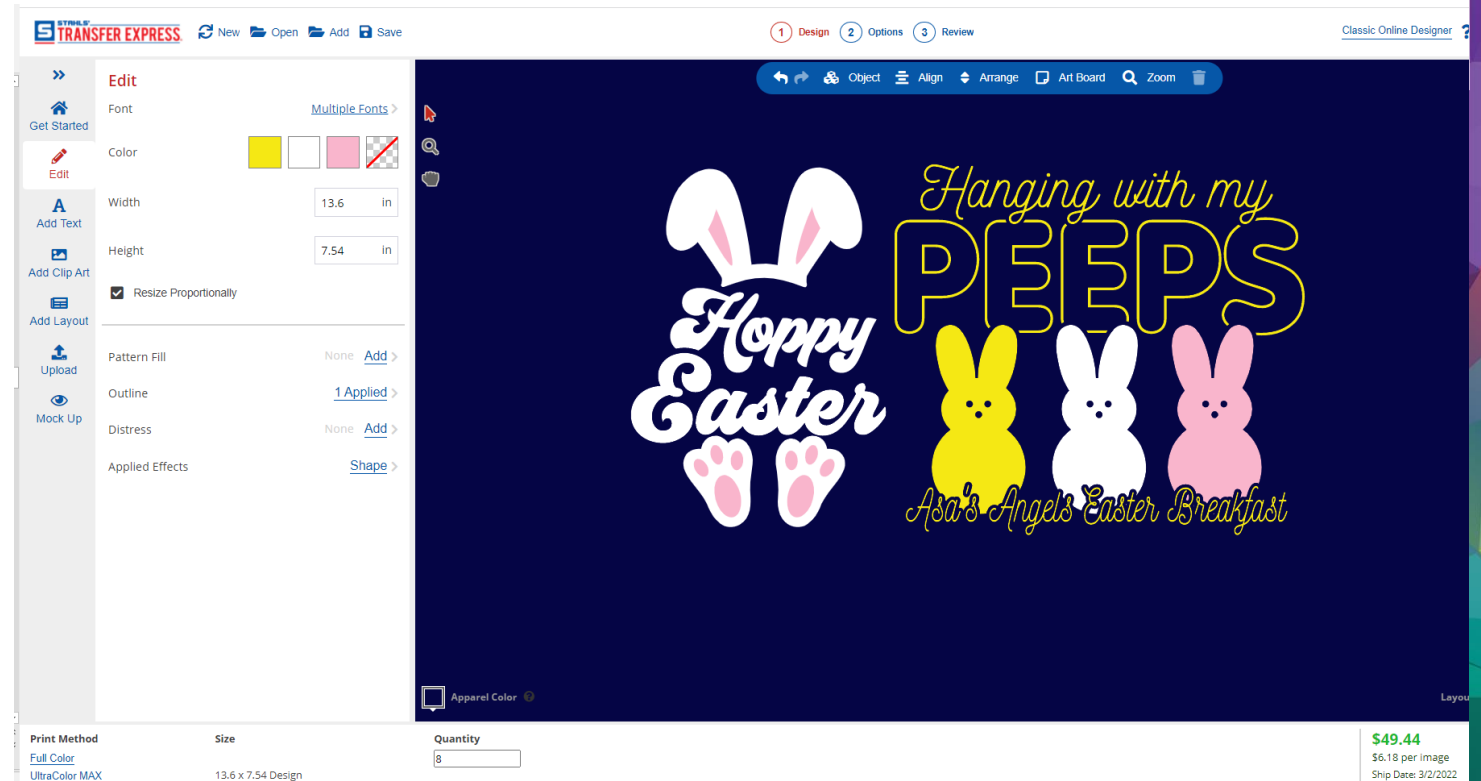 STAHLS'
TRANSFER EXPRESS.
New Open Add Save
1 Design 2 Options 3 Review
Classic Online Designer ?
Get Started
Edit
Add Text
Add Clip Art
Add Layout
Upload
Mock Up
Edit
Font Multiple Fonts
Color
Width 13.6 in
Height 7.54 in
Resize Proportionally
Pattern Fill None Add
Outline 1 Applied
Distress None Add
Applied Effects Shape
Object Align Arrange Art Board Zoom
Hoppy
Easter
Hanging with my
PEEPS
Asa's Angels Easter Breakfast
Apparel Color ?
Layou
Print Method Size Quantity
Full Color 8
UltraColor MAX 13.6 x 7.54 Design
$49.44
$6.18 per image
Ship Date: 3/2/2022